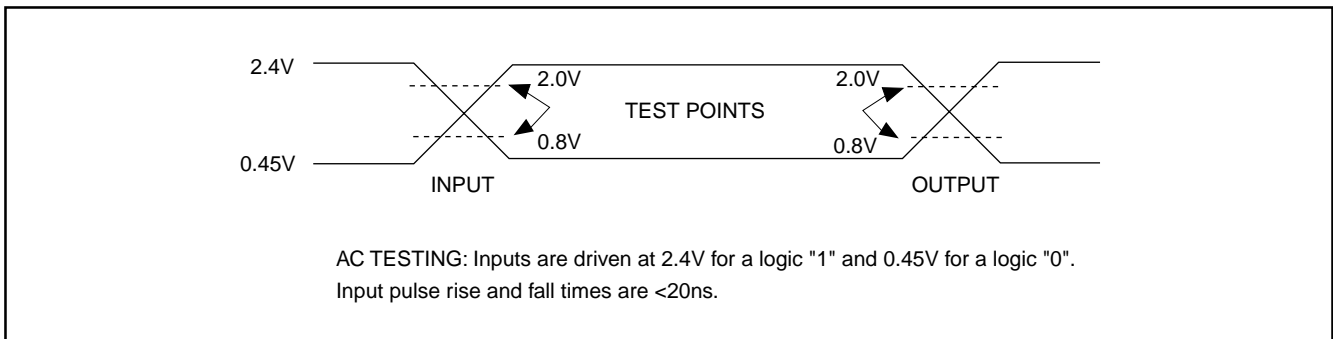 2.4V
2.0V
2.0V
TEST POINTS
0.8V
0.8V
0.45V
INPUT
OUTPUT
AC TESTING: Inputs are driven at 2.4V for a logic "1" and 0.45V for a logic "0".
Input pulse rise and fall times are <20ns.